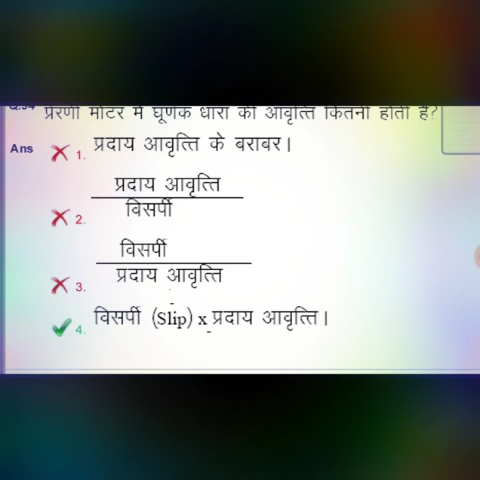 प्रेरणी मोटर में घूर्णक धारा की आवृत्ति कितनी होती है?
Ans
1. प्रदाय आवृत्ति के बराबर।
प्रदाय आवृत्ति
2. विसर्पी
विसर्पी
3. प्रदाय आवृत्ति
4. विसर्पी (Slip) x प्रदाय आवृत्ति।